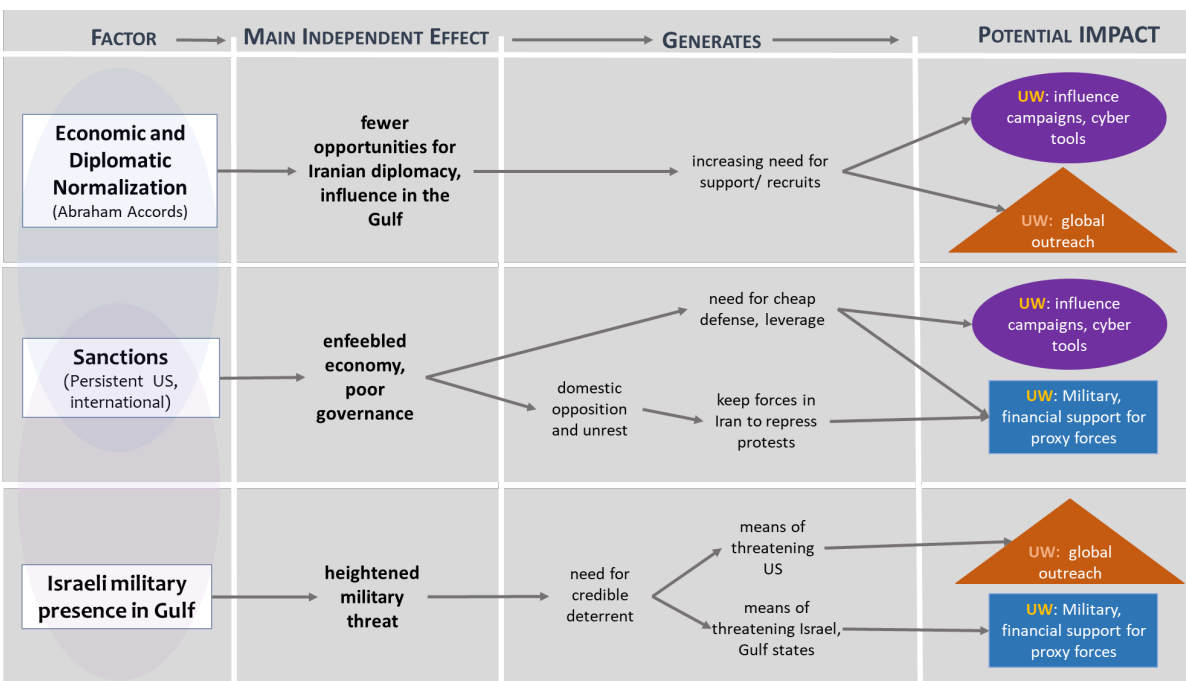 FACTOR
MAIN INDEPENDENT EFFECT
GENERATES
POTENTIAL IMPACT
Economic and
Diplomatic
Normalization
(Abraham Accords)
fewer
opportunities for
Iranian diplomacy,
influence in the
Gulf
increasing need for
support/ recruits
UW: influence
campaigns, cyber
tools
UW: global
outreach
Sanctions
(Persistent US,
international)
enfeebled
economy,
poor
governance
need for cheap
defense, leverage
domestic
opposition
and unrest
keep forces in
Iran to repress
protests
UW: influence
campaigns, cyber
tools
UW: Military,
financial support for
proxy forces
Israeli military
presence in Gulf
heightened
military
threat
need for
credible
deterrent
means of
threatening
US
means of
threatening Israel,
Gulf states
UW: global
outreach
UW: Military,
financial support for
proxy forces